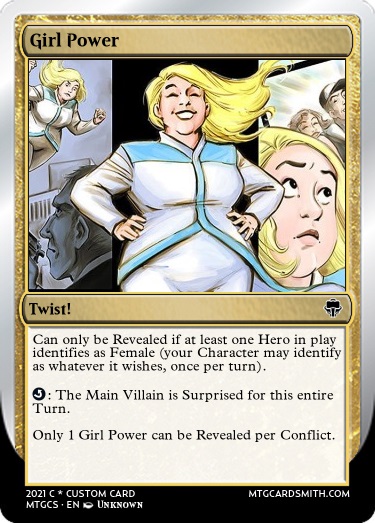 Girl Power
Twist!
Can only be Revealed if at least one Hero in play
identifies as Female (your Character may identify
as whatever it wishes, once per turn).
: The Main Villain is Surprised for this entire
Turn.
Only 1 Girl Power can be Revealed per Conflict.
2021 C * CUSTOM CARD
MTGCARDSMITH.COM
MTGCS · EN Unknown